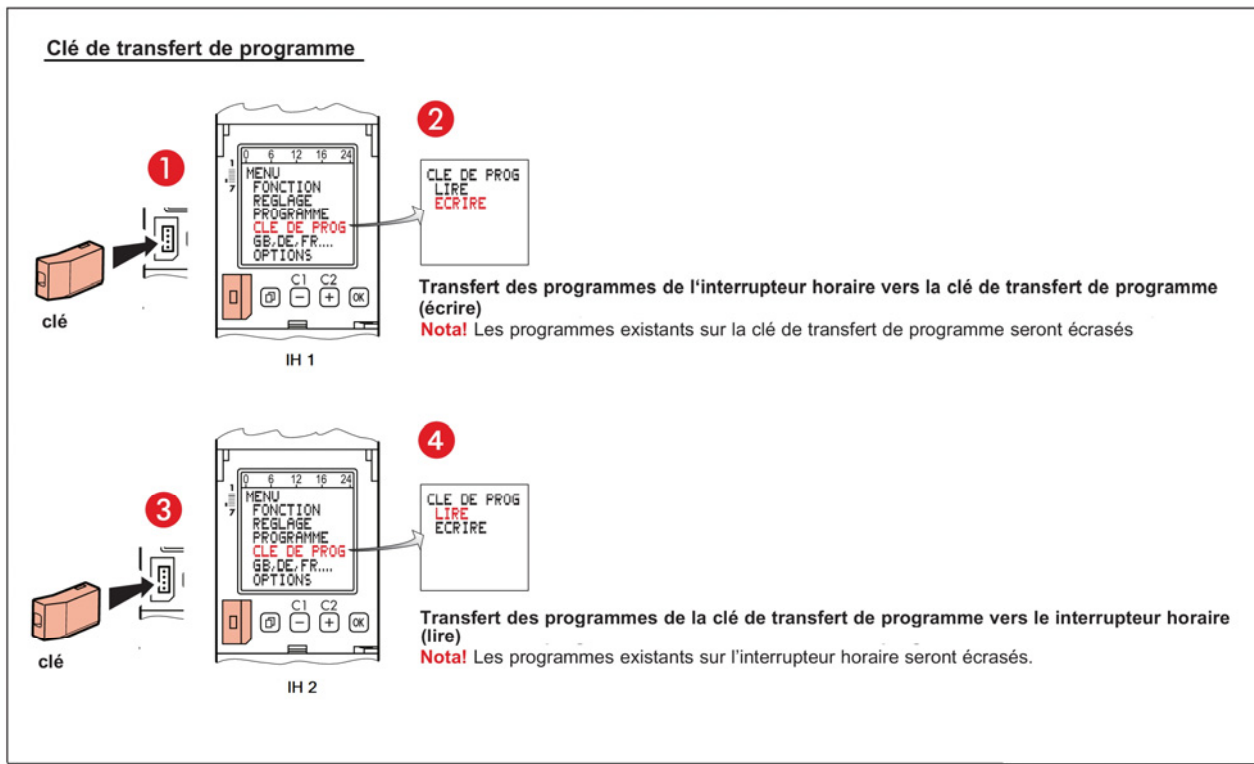 Clé de transfert de programme
1
2
0 6 12 16 24
1
7
MENU
FONCTION
REGLAGE
PROGRAMME
CLE DE PROG
GB,DE,FR....
OPTIONS
C1 C2
- + OK
clé
IH 1
CLE DE PROG
LIRE
ECRIRE
Transfert des programmes de l'interrupteur horaire vers la clé de transfert de programme
(écrire)
Nota! Les programmes existants sur la clé de transfert de programme seront écrasés
3
4
0 6 12 16 24
1
7
MENU
FONCTION
REGLAGE
PROGRAMME
CLE DE PROG
GB,DE,FR....
OPTIONS
C1 C2
- + OK
clé
IH 2
CLE DE PROG
LIRE
ECRIRE
Transfert des programmes de la clé de transfert de programme vers le interrupteur horaire
(lire)
Nota! Les programmes existants sur l'interrupteur horaire seront écrasés.